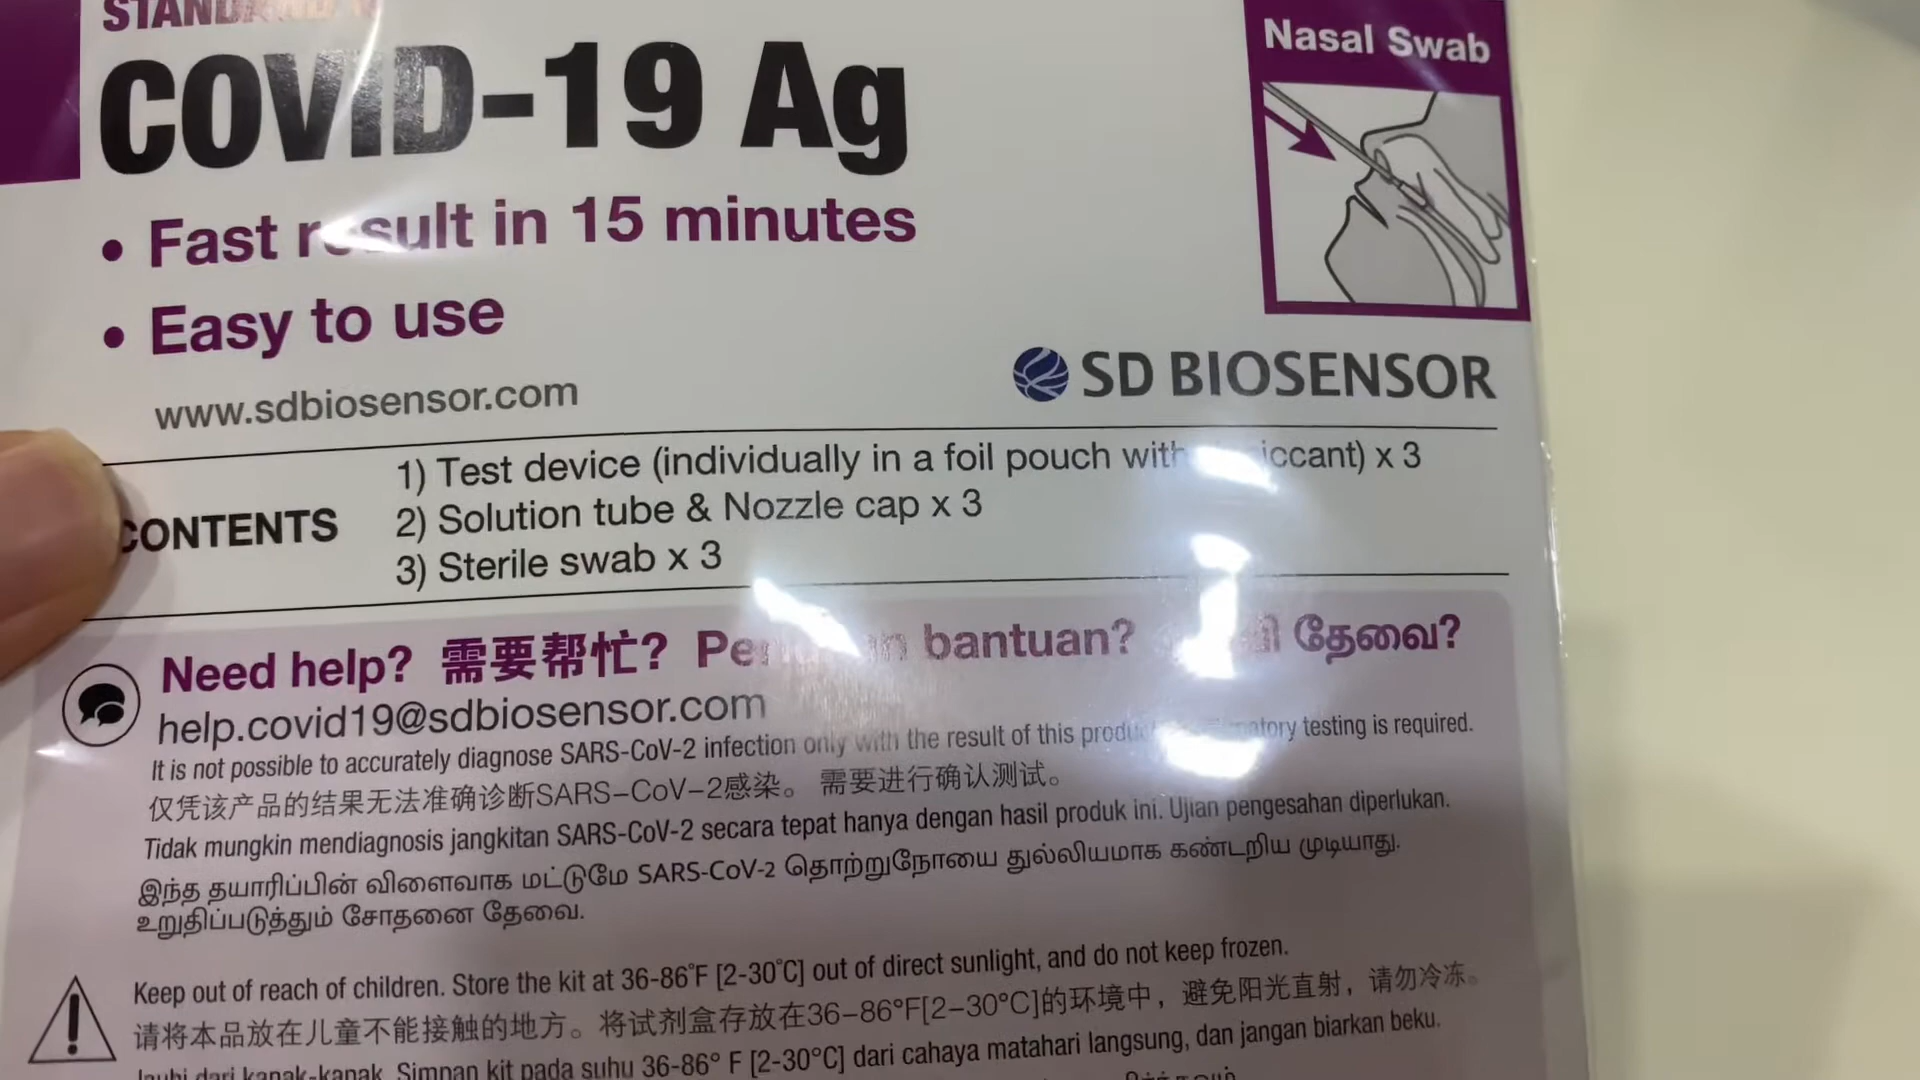 COVID-19 Ag
• Fast result in 15 minutes
• Easy to use
www.sdbiosensor.com
Nasal Swab
SD BIOSENSOR
CONTENTS
1) Test device (individually in a foil pouch with x 3
2) Solution tube & Nozzle cap x 3
3) Sterile swab x 3
Need help? 需要帮忙? bantuan? தேவை?
help.covid19@sdbiosensor.com
It is not possible to accurately diagnose SARS-CoV-2 infection only with the result of this testing is required.
仅凭该产品的结果无法准确诊断SARS-CoV-2感染。 需要进行确认测试。
Tidak mungkin mendiagnosis jangkitan SARS-CoV-2 secara tepat hanya dengan hasil produk ini. Ujian pengesahan diperlukan.
இந்த தயாரிப்பின் விளைவாக மட்டுமே SARS-CoV-2 தொற்றுநோயை துல்லியமாக கண்டறிய முடியாது.
உறுதிப்படுத்தும் சோதனை தேவை.
Keep out of reach of children. Store the kit at 36-86°F [2-30°C] out of direct sunlight, and do not keep frozen.
请将本品放在儿童不能接触的地方。将试剂盒存放在36-86°F[2-30°C]的环境中，避免阳光直射，请勿冷冻。
dari kanak-kanak. Simpan kit pada suhu 36-86° F [2-30°C] dari cahaya matahari langsung, dan jangan biarkan beku.